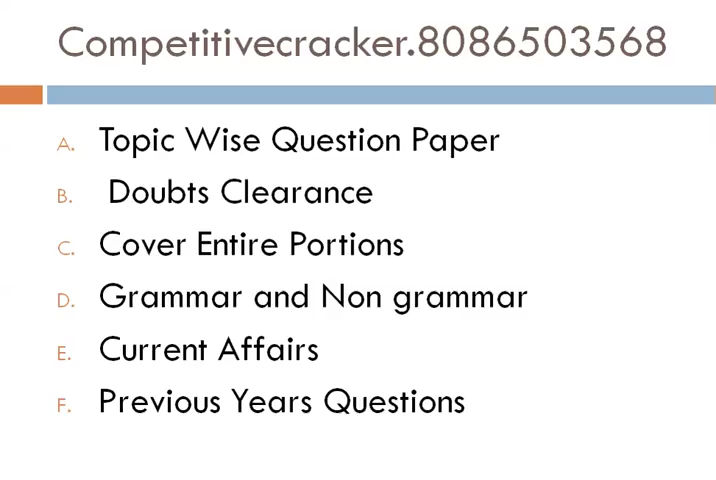 Competitivecracker.8086503568
A. Topic Wise Question Paper
B. Doubts Clearance
C. Cover Entire Portions
D. Grammar and Non grammar
E. Current Affairs
F. Previous Years Questions